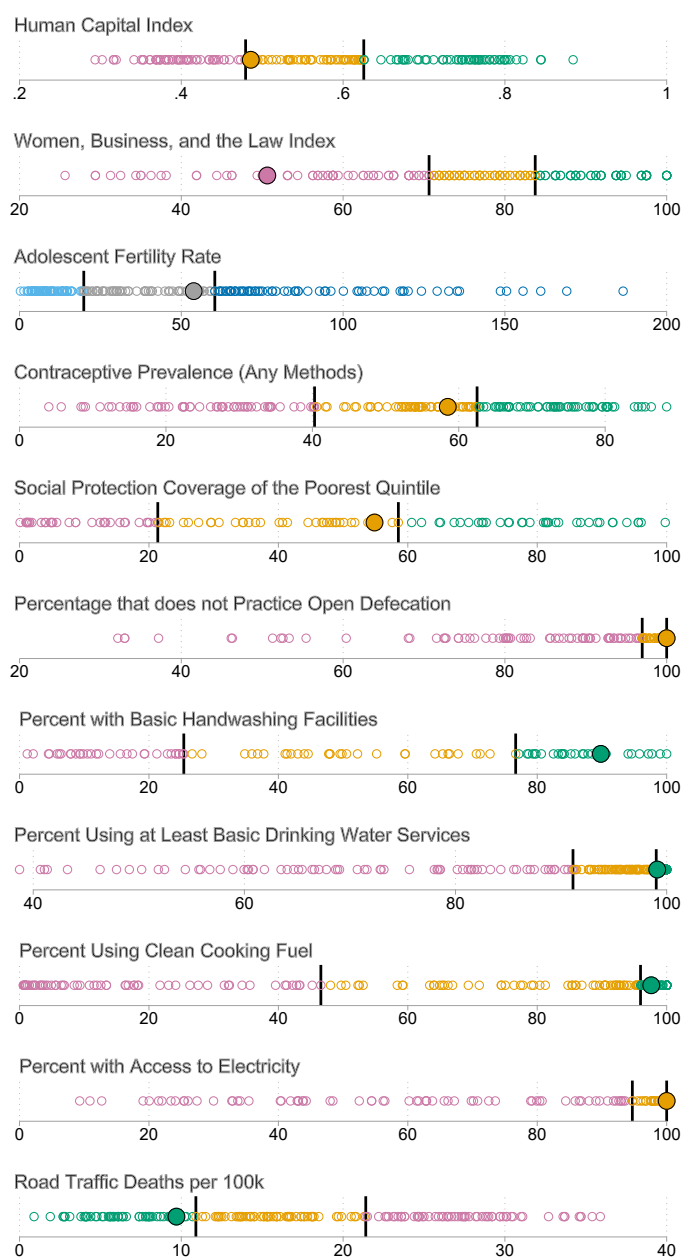 Human Capital Index
.2 .4 .6 .8 1
Women, Business, and the Law Index
20 40 60 80 100
Adolescent Fertility Rate
0 50 100 150 200
Contraceptive Prevalence (Any Methods)
0 20 40 60 80
Social Protection Coverage of the Poorest Quintile
0 20 40 60 80 100
Percentage that does not Practice Open Defecation
20 40 60 80 100
Percent with Basic Handwashing Facilities
0 20 40 60 80 100
Percent Using at Least Basic Drinking Water Services
40 60 80 100
Percent Using Clean Cooking Fuel
0 20 40 60 80 100
Percent with Access to Electricity
0 20 40 60 80 100
Road Traffic Deaths per 100k
0 10 20 30 40